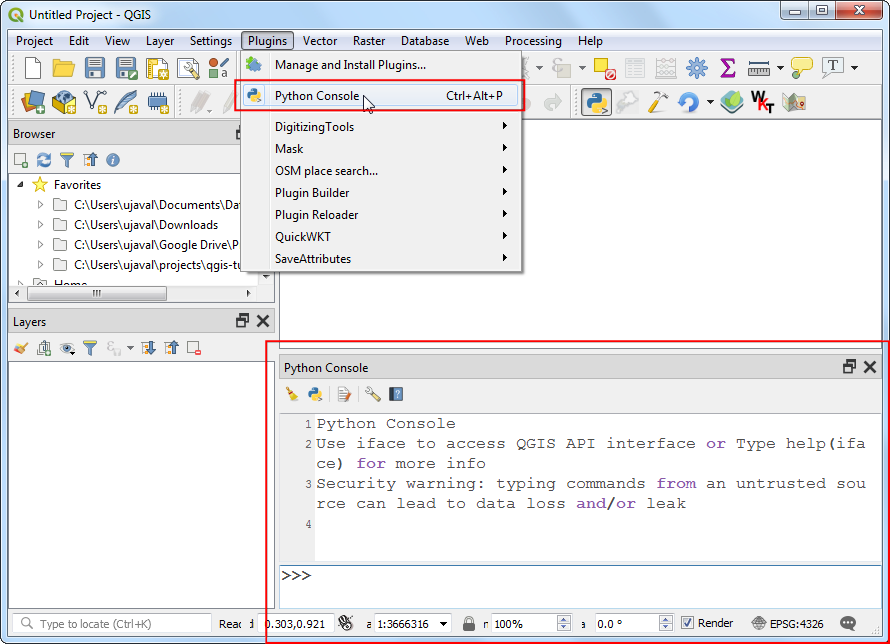 Untitled Project - QGIS
Project Edit View Layer Settings Plugins Vector Raster Database Web Processing Help
Manage and Install Plugins...
Python Console Ctrl+Alt+P
DigitizingTools
Mask
OSM place search...
Plugin Builder
Plugin Reloader
QuickWKT
SaveAttributes
Browser
Favorites
C:\Users\ujaval\Documents\Da
C:\Users\ujaval\Downloads
C:\Users\ujaval\Google Drive\P
C:\Users\ujaval\projects\qgis-tu
Home
Layers
Python Console
1 Python Console
2 Use iface to access QGIS API interface or Type help(ifa
ce) for more info
3 Security warning: typing commands from an untrusted sou
rce can lead to data loss and/or leak
4
>>>
Type to locate (Ctrl+K) Read 0.303,0.921 a 1:3666316 100% a 0.0 ° Render EPSG:4326